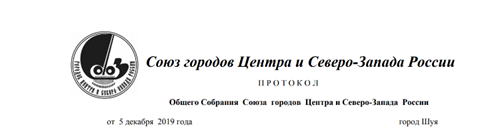 Союз городов Центра и Северо-Запада России
ПРОТОКОЛ
Общего Собрания Союза городов Центра и Северо-Запада России
от 5 декабря 2019 года город Шуя